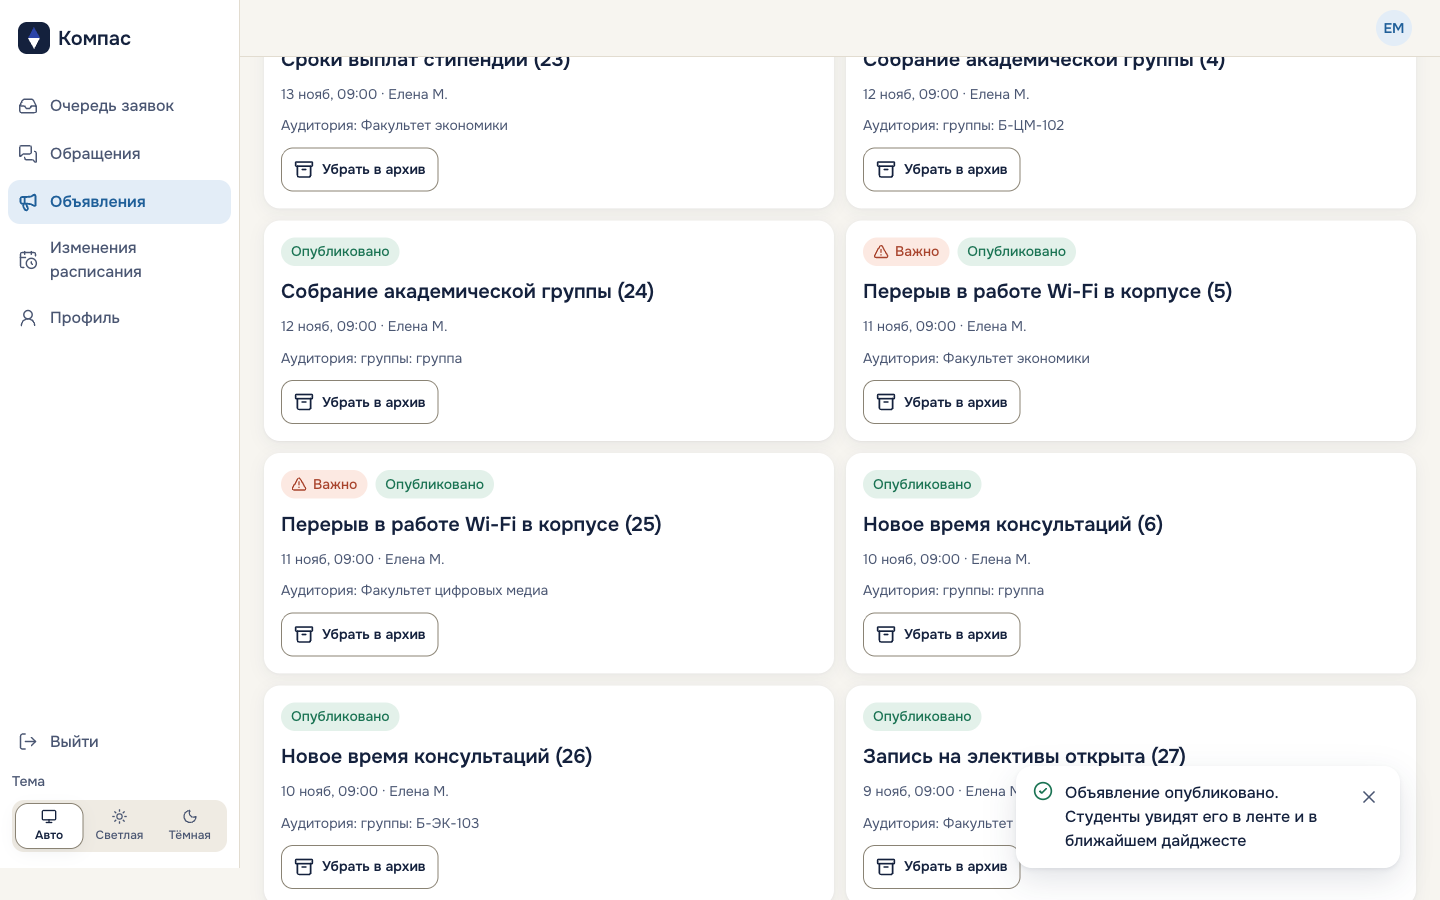 Компас
Очередь заявок
Обращения
Объявления
Изменения
расписания
Профиль
Выйти
Тема
Авто
Светлая
Тёмная
ЕМ
Сроки выплат стипендий (23)
13 нояб, 09:00 · Елена М.
Аудитория: Факультет экономики
Убрать в архив
Собрание академической группы (4)
12 нояб, 09:00 · Елена М.
Аудитория: группы: Б-ЦМ-102
Убрать в архив
Опубликовано
Собрание академической группы (24)
12 нояб, 09:00 · Елена М.
Аудитория: группы: группа
Убрать в архив
Важно
Опубликовано
Перерыв в работе Wi-Fi в корпусе (5)
11 нояб, 09:00 · Елена М.
Аудитория: Факультет экономики
Убрать в архив
Важно
Опубликовано
Перерыв в работе Wi-Fi в корпусе (25)
11 нояб, 09:00 · Елена М.
Аудитория: Факультет цифровых медиа
Убрать в архив
Опубликовано
Новое время консультаций (6)
10 нояб, 09:00 · Елена М.
Аудитория: группы: группа
Убрать в архив
Опубликовано
Новое время консультаций (26)
10 нояб, 09:00 · Елена М.
Аудитория: группы: Б-ЭК-103
Убрать в архив
Опубликовано
Запись на элективы открыта (27)
9 нояб, 09:00 · Елена
Аудитория: Факультет
Убрать в архив
Объявление опубликовано.
Студенты увидят его в ленте и в
ближайшем дайджесте